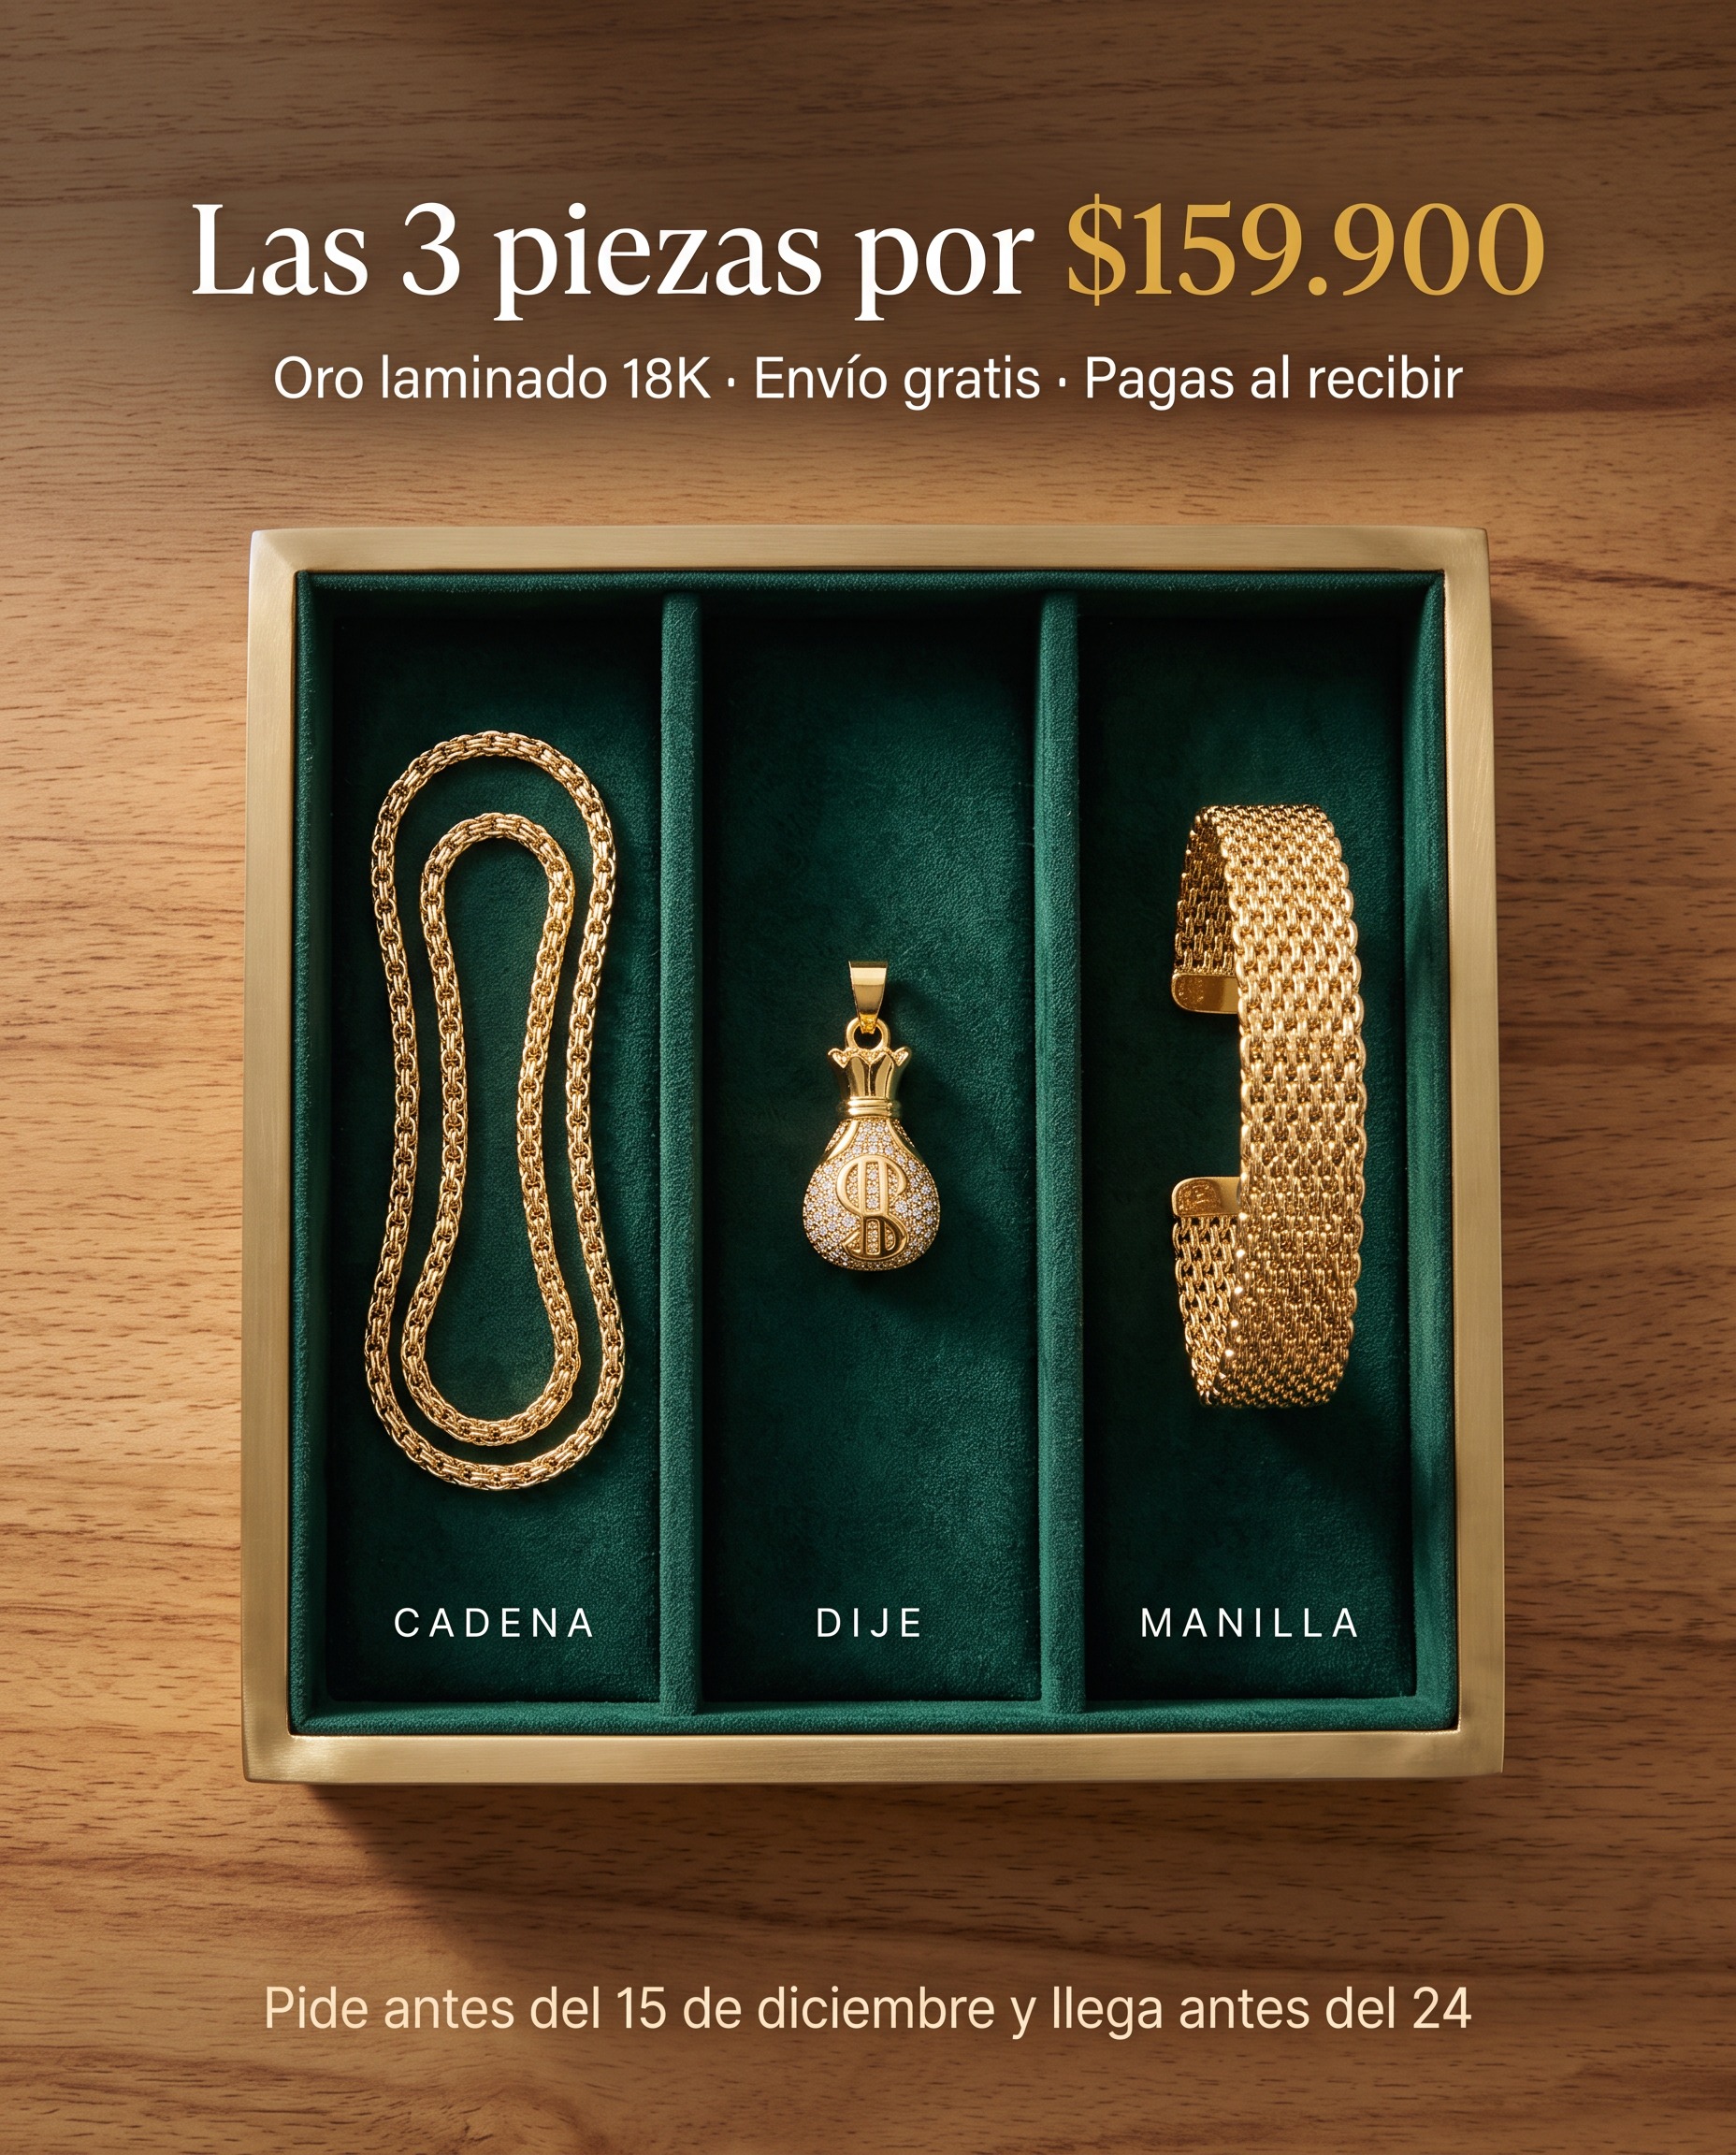 Las 3 piezas por $159.900
Oro laminado 18K · Envío gratis · Pagas al recibir
CADENA
DIJE
MANILLA
Pide antes del 15 de diciembre y llega antes del 24